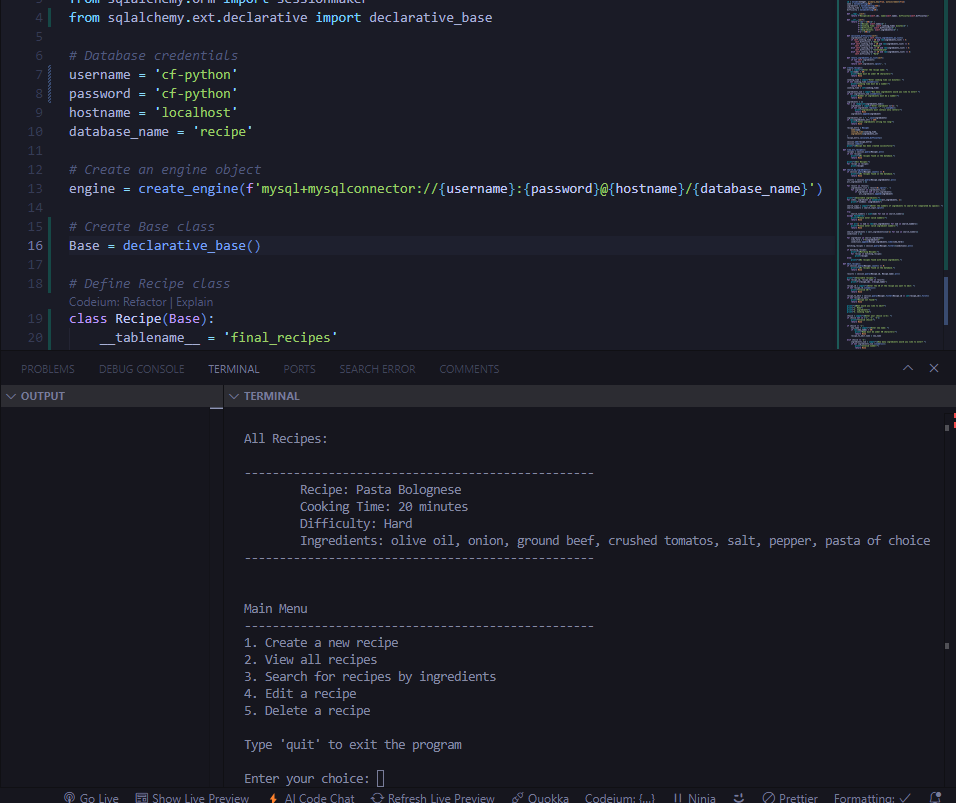 from sqlalchemy.orm import sessionmaker
4 from sqlalchemy.ext.declarative import declarative_base
5
6 # Database credentials
7 username = 'cf-python'
8 password = 'cf-python'
9 hostname = 'localhost'
10 database_name = 'recipe'
11
12 # Create an engine object
13 engine = create_engine(f'mysql+mysqlconnector://{username}:{password}@{hostname}/{database_name}')
14
15 # Create Base class
16 Base = declarative_base()
17
18 # Define Recipe class
Codeium: Refactor | Explain
19 class Recipe(Base):
20 __tablename__ = 'final_recipes'
PROBLEMS DEBUG CONSOLE TERMINAL PORTS SEARCH ERROR COMMENTS
OUTPUT
TERMINAL
All Recipes:
--------------------------------------------------
Recipe: Pasta Bolognese
Cooking Time: 20 minutes
Difficulty: Hard
Ingredients: olive oil, onion, ground beef, crushed tomatos, salt, pepper, pasta of choice
--------------------------------------------------
Main Menu
--------------------------------------------------
1. Create a new recipe
2. View all recipes
3. Search for recipes by ingredients
4. Edit a recipe
5. Delete a recipe
Type 'quit' to exit the program
Enter your choice:
Go Live Show Live Preview AI Code Chat Refresh Live Preview Quokka Codeium: {...} Ninja Prettier Formatting: ✓